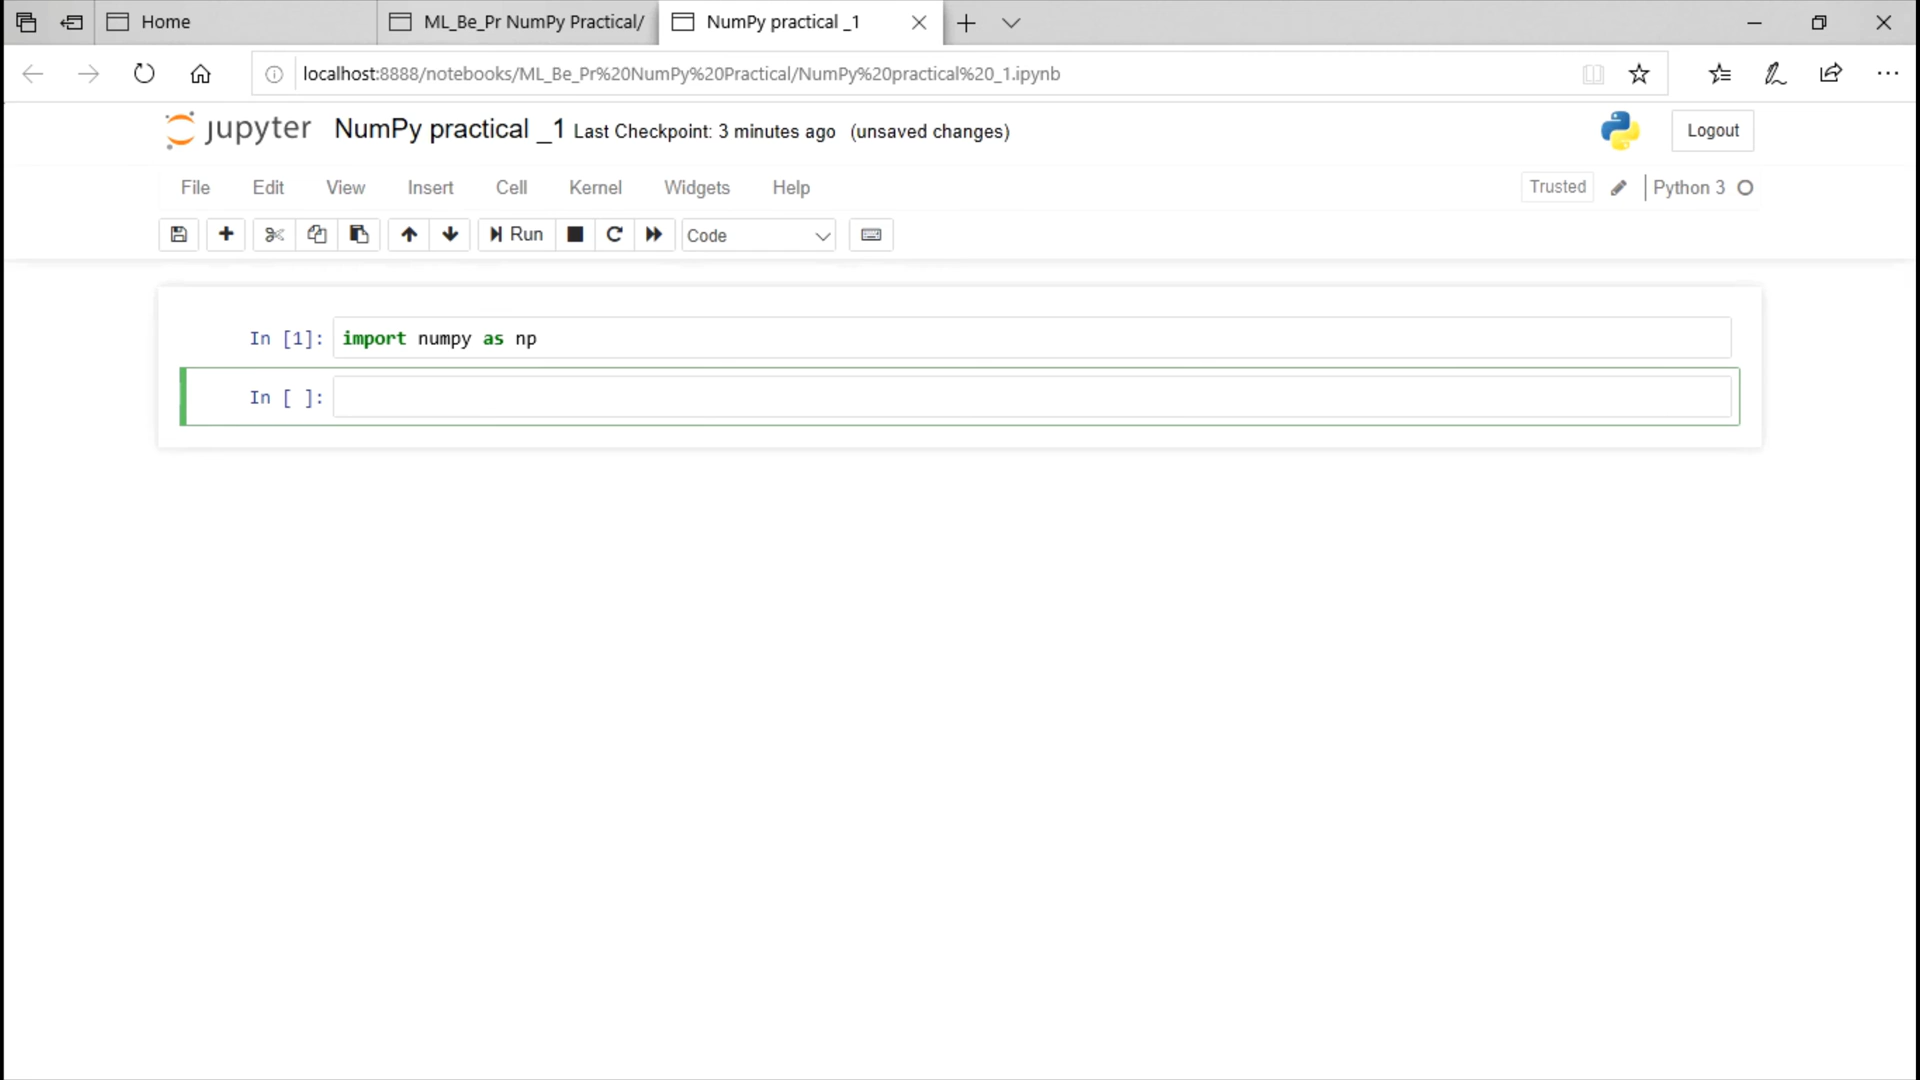 Home
ML_Be_Pr NumPy Practical/
NumPy practical _1
localhost:8888/notebooks/ML_Be_Pr%20NumPy%20Practical/NumPy%20practical%20_1.ipynb
jupyter NumPy practical _1 Last Checkpoint: 3 minutes ago (unsaved changes)
Logout
File Edit View Insert Cell Kernel Widgets Help
Trusted Python 3
Run Code
In [1]: import numpy as np
In [ ]: